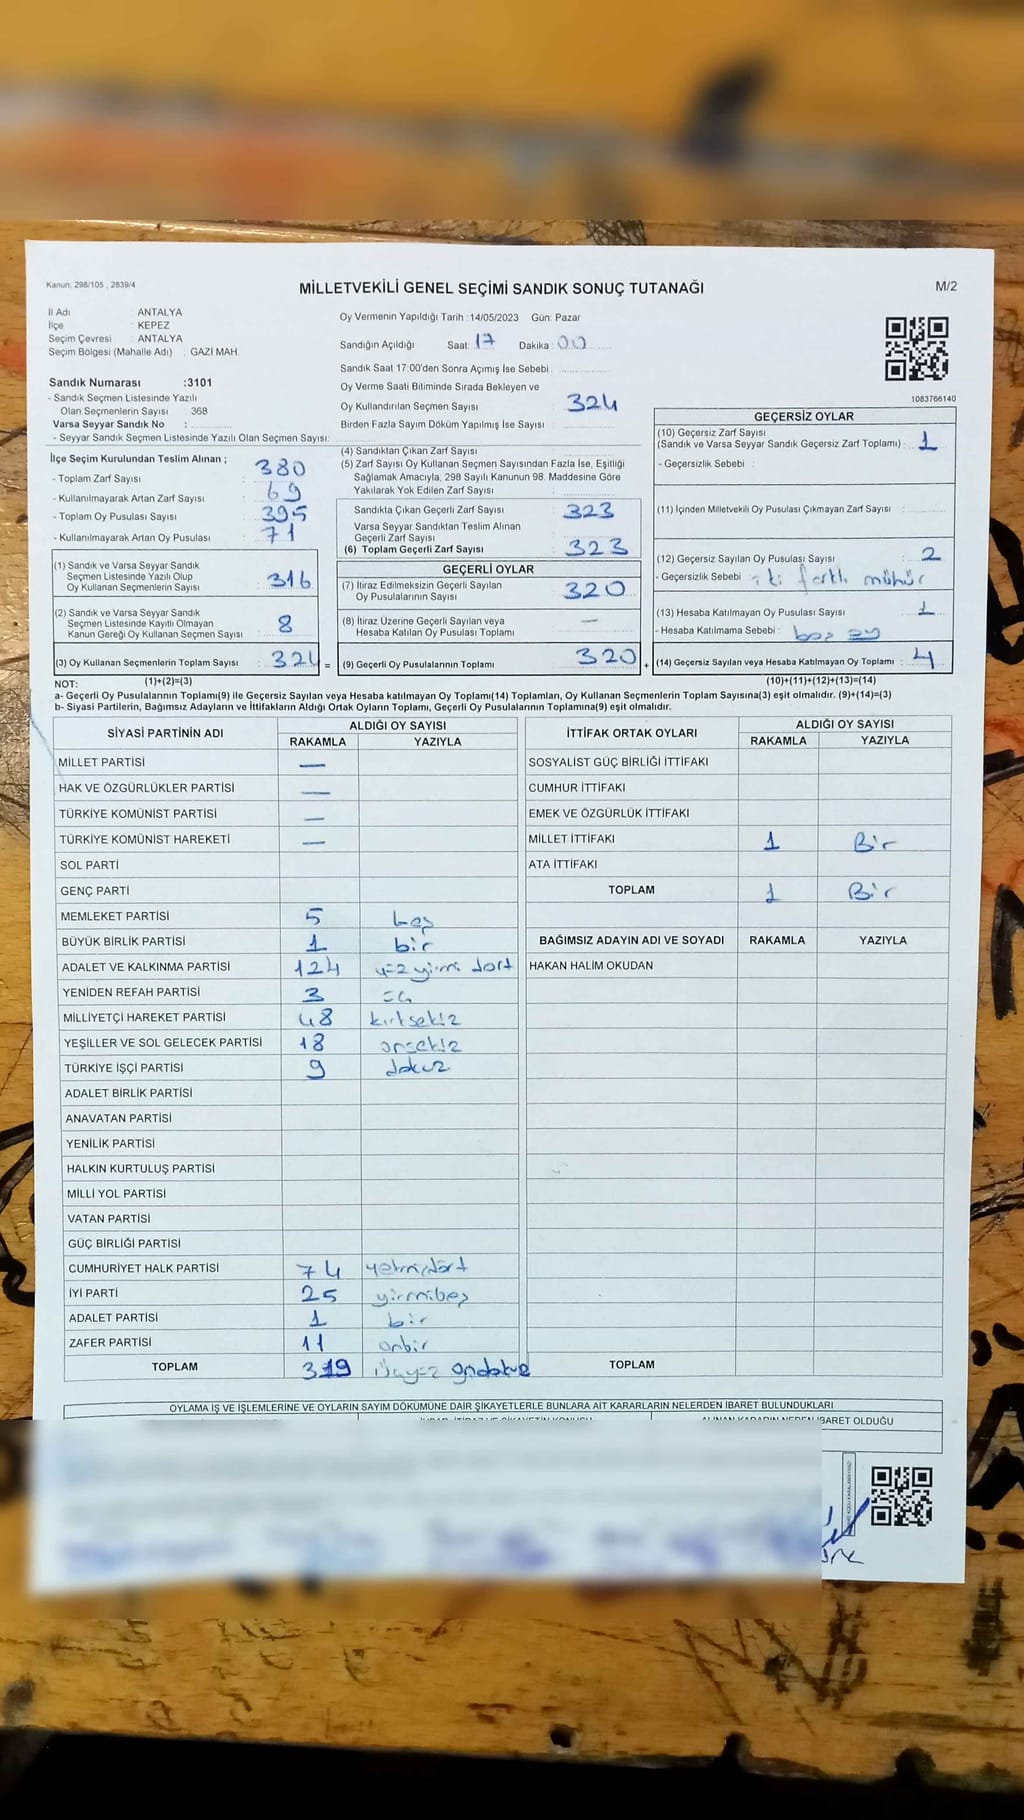 Kanun: 298/105 , 2839/4
MİLLETVEKİLİ GENEL SEÇİMİ SANDIK SONUÇ TUTANAĞI
M/2
İl Adı : ANTALYA
İlçe : KEPEZ
Seçim Çevresi : ANTALYA
Seçim Bölgesi (Mahalle Adı) : GAZİ MAH.
Sandık Numarası :3101
- Sandık Seçmen Listesinde Yazılı
Olan Seçmenlerin Sayısı : 368
Varsa Seyyar Sandık No :
- Seyyar Sandık Seçmen Listesinde Yazılı Olan Seçmen Sayısı:
Oy Vermenin Yapıldığı Tarih :14/05/2023 Gün: Pazar
Sandığın Açıldığı Saat 17 Dakika 00
Sandık Saat 17:00'den Sonra Açımış İse Sebebi :
Oy Verme Saati Bitiminde Sırada Bekleyen ve
Oy Kullandırılan Seçmen Sayısı : 324
Birden Fazla Sayım Döküm Yapılmış İse Sayısı :
1083766140
İlçe Seçim Kurulundan Teslim Alınan ;
- Toplam Zarf Sayısı : 380
- Kullanılmayarak Artan Zarf Sayısı : 69
- Toplam Oy Pusulası Sayısı : 395
- Kullanılmayarak Artan Oy Pusulası : 71
(1) Sandık ve Varsa Seyyar Sandık
Seçmen Listesinde Yazılı Olup
Oy Kullanan Seçmenlerin Sayısı : 316
(2) Sandık ve Varsa Seyyar Sandık
Seçmen Listesinde Kayıtlı Olmayan
Kanun Gereği Oy Kullanan Seçmen Sayısı : 8
(3) Oy Kullanan Seçmenlerin Toplam Sayısı : 324 =
(4) Sandıktan Çıkan Zarf Sayısı :
(5) Zarf Sayısı Oy Kullanan Seçmen Sayısından Fazla İse, Eşitliği
Sağlamak Amacıyla; 298 Sayılı Kanunun 98. Maddesine Göre
Yakılarak Yok Edilen Zarf Sayısı :
Sandıkta Çıkan Geçerli Zarf Sayısı : 323
Varsa Seyyar Sandıktan Teslim Alınan
Geçerli Zarf Sayısı :
(6) Toplam Geçerli Zarf Sayısı : 323
GEÇERLİ OYLAR
(7) İtiraz Edilmeksizin Geçerli Sayılan
Oy Pusulalarının Sayısı : 320
(8) İtiraz Üzerine Geçerli Sayılan veya
Hesaba Katılan Oy Pusulası Toplamı : —
(9) Geçerli Oy Pusulalarının Toplamı : 320 +
GEÇERSİZ OYLAR
(10) Geçersiz Zarf Sayısı
(Sandık ve Varsa Seyyar Sandık Geçersiz Zarf Toplamı) : 1
- Geçersizlik Sebebi :
(11) İçinden Milletvekili Oy Pusulası Çıkmayan Zarf Sayısı :
(12) Geçersiz Sayılan Oy Pusulası Sayısı : 2
- Geçersizlik Sebebi : iki farklı mühür
(13) Hesaba Katılmayan Oy Pusulası Sayısı : 1
- Hesaba Katılmama Sebebi : boş oy
(14) Geçersiz Sayılan veya Hesaba Katılmayan Oy Toplamı : 4
NOT: (1)+(2)=(3) (10)+(11)+(12)+(13)=(14)
a- Geçerli Oy Pusulalarının Toplamı(9) ile Geçersiz Sayılan veya Hesaba katılmayan Oy Toplamı(14) Toplamları, Oy Kullanan Seçmenlerin Toplam Sayısına(3) eşit olmalıdır. (9)+(14)=(3)
b- Siyasi Partilerin, Bağımsız Adayların ve İttifakların Aldığı Ortak Oyların Toplamı, Geçerli Oy Pusulalarının Toplamına(9) eşit olmalıdır.
SİYASİ PARTİNİN ADI ALDIĞI OY SAYISI
RAKAMLA YAZIYLA
MİLLET PARTİSİ —
HAK VE ÖZGÜRLÜKLER PARTİSİ —
TÜRKİYE KOMÜNİST PARTİSİ —
TÜRKİYE KOMÜNİST HAREKETİ —
SOL PARTİ
GENÇ PARTİ
MEMLEKET PARTİSİ 5 beş
BÜYÜK BİRLİK PARTİSİ 1 bir
ADALET VE KALKINMA PARTİSİ 124 yüz yirmi dört
YENİDEN REFAH PARTİSİ 3 üç
MİLLİYETÇİ HAREKET PARTİSİ 48 kırksekiz
YEŞİLLER VE SOL GELECEK PARTİSİ 18 onsekiz
TÜRKİYE İŞÇİ PARTİSİ 9 dokuz
ADALET BİRLİK PARTİSİ
ANAVATAN PARTİSİ
YENİLİK PARTİSİ
HALKIN KURTULUŞ PARTİSİ
MİLLİ YOL PARTİSİ
VATAN PARTİSİ
GÜÇ BİRLİĞİ PARTİSİ
CUMHURİYET HALK PARTİSİ 74 yetmişdört
İYİ PARTİ 25 yirmibeş
ADALET PARTİSİ 1 bir
ZAFER PARTİSİ 11 onbir
TOPLAM 319 üçyüz ondokuz
İTTİFAK ORTAK OYLARI ALDIĞI OY SAYISI
RAKAMLA YAZIYLA
SOSYALİST GÜÇ BİRLİĞİ İTTİFAKI
CUMHUR İTTİFAKI
EMEK VE ÖZGÜRLÜK İTTİFAKI
MİLLET İTTİFAKI 1 Bir
ATA İTTİFAKI
TOPLAM 1 Bir
BAĞIMSIZ ADAYIN ADI VE SOYADI RAKAMLA YAZIYLA
HAKAN HALİM OKUDAN
TOPLAM
OYLAMA İŞ VE İŞLEMLERİNE VE OYLARIN SAYIM DÖKÜMÜNE DAİR ŞİKAYETLERLE BUNLARA AİT KARARLARIN NELERDEN İBARET BULUNDUKLARI